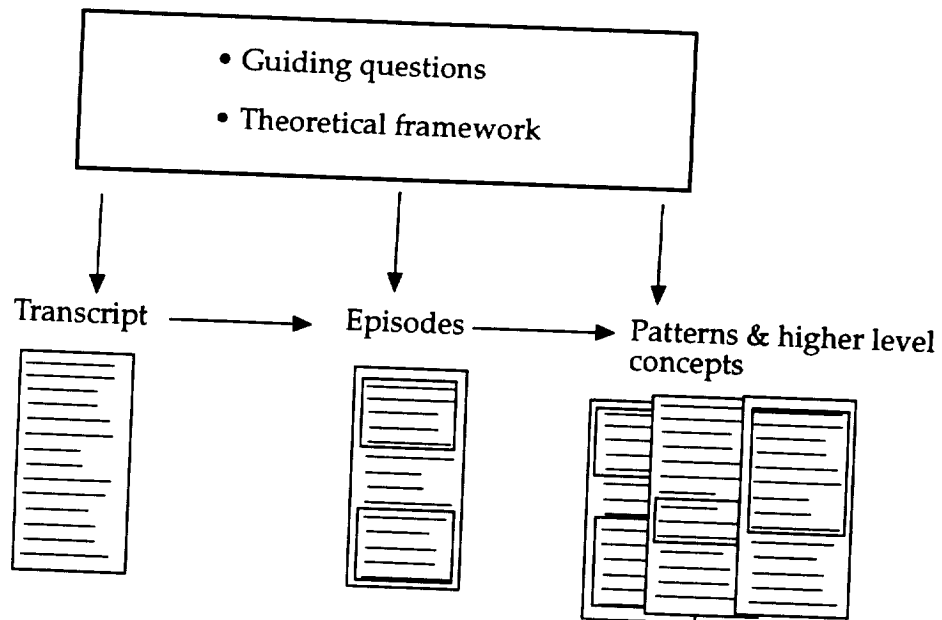 • Guiding questions
• Theoretical framework
Transcript
Episodes
Patterns & higher level
concepts